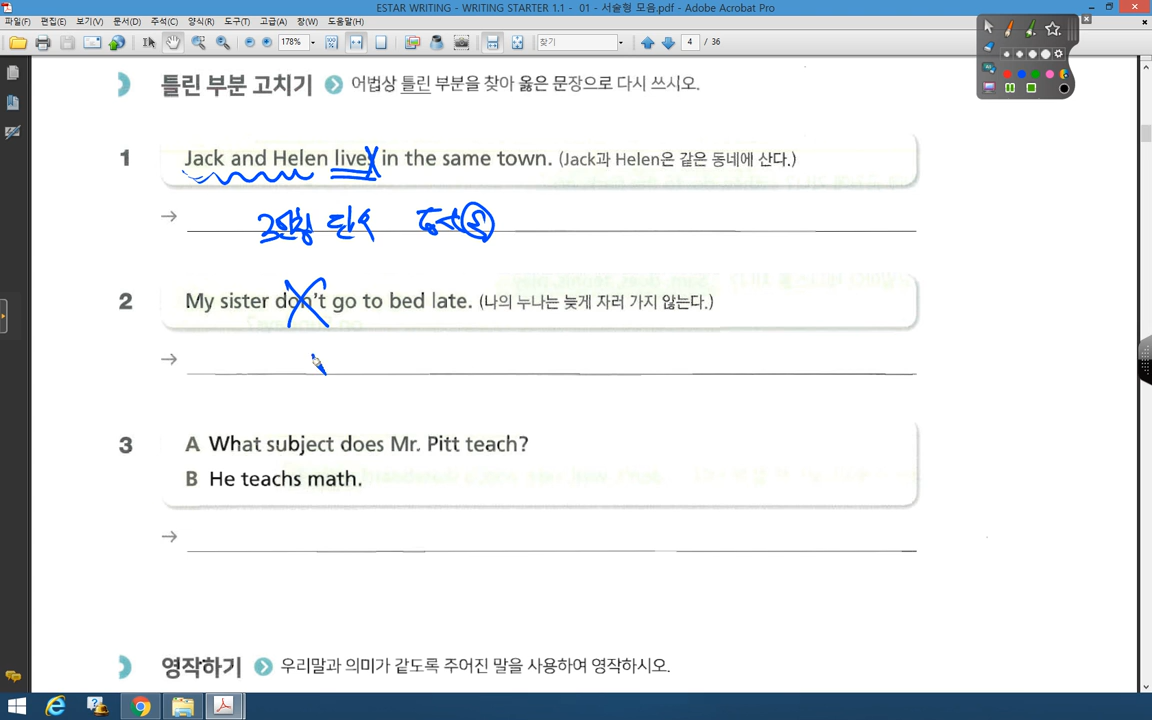 ESTAR WRITING - WRITING STARTER 1.1 - 01 - 서술형 모음.pdf - Adobe Acrobat Pro
파일(F) 편집(E) 보기(V) 문서(D) 주석(C) 양식(R) 도구(T) 고급(A) 창(W) 도움말(H)
178% 찾기 4 / 36
틀린 부분 고치기 어법상 틀린 부분을 찾아 옳은 문장으로 다시 쓰시오.
1 Jack and Helen lives in the same town. (Jack과 Helen은 같은 동네에 산다.)
→ 단수
2 My sister don't go to bed late. (나의 누나는 늦게 자러 가지 않는다.)
→
3 A What subject does Mr. Pitt teach?
B He teachs math.
→
영작하기 우리말과 의미가 같도록 주어진 말을 사용하여 영작하시오.